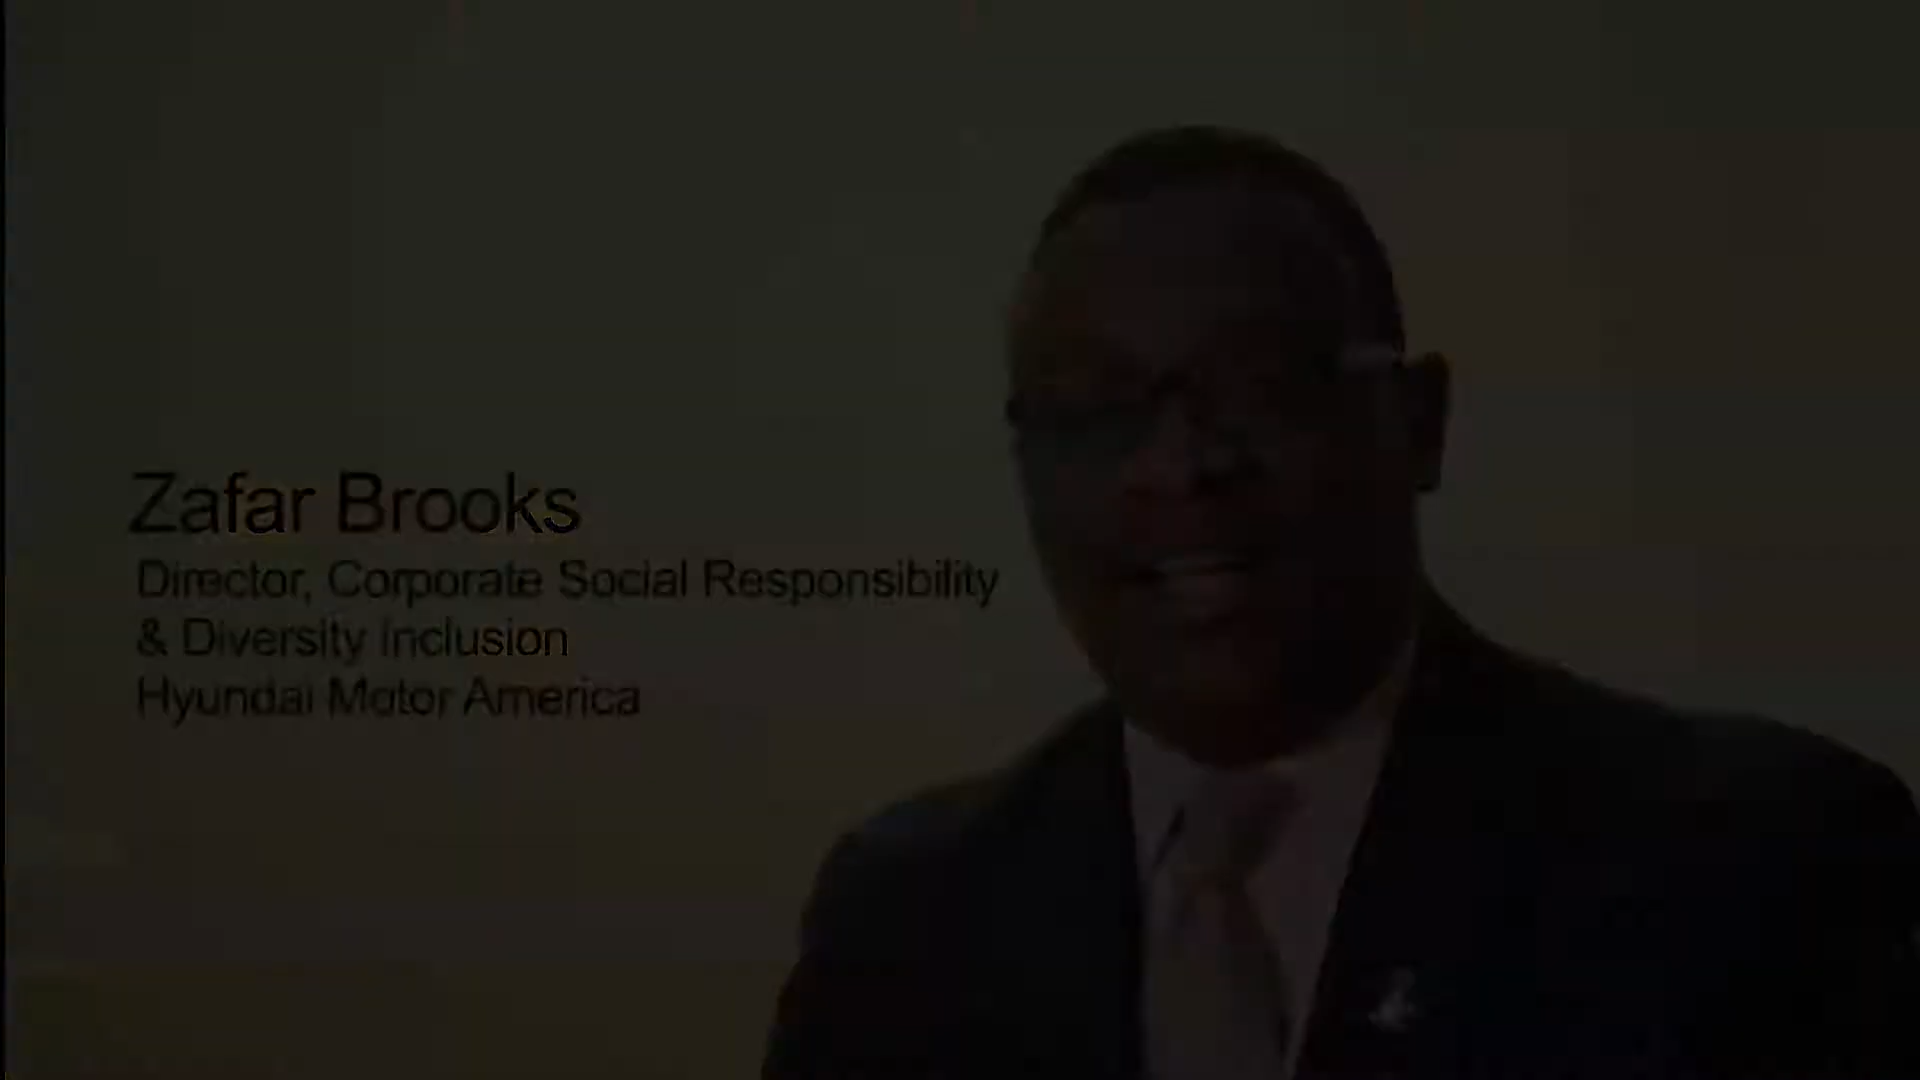 Zafar Brooks
Director, Corporate Social Responsibility
& Diversity Inclusion
Hyundai Motor America